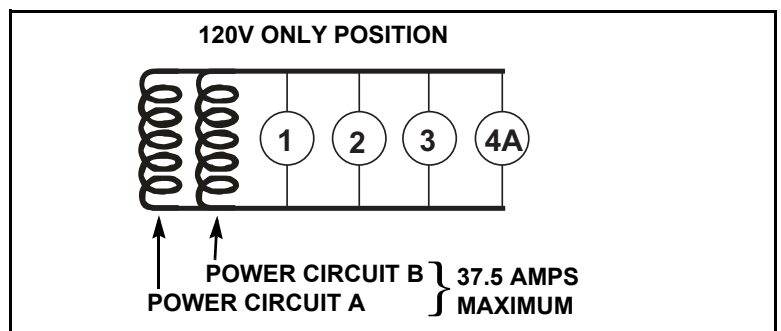 120V ONLY POSITION
1 2 3 4A
POWER CIRCUIT B } 37.5 AMPS
POWER CIRCUIT A MAXIMUM